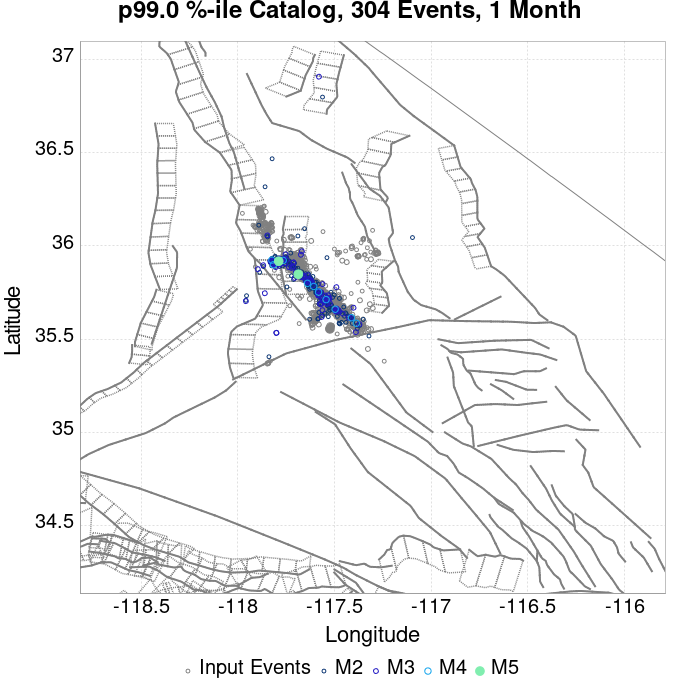 p99.0 %-ile Catalog, 304 Events, 1 Month
37
36.5
36
35.5
35
34.5
Latitude
-118.5 -118 -117.5 -117 -116.5 -116
Longitude
Input Events M2 M3 M4 M5